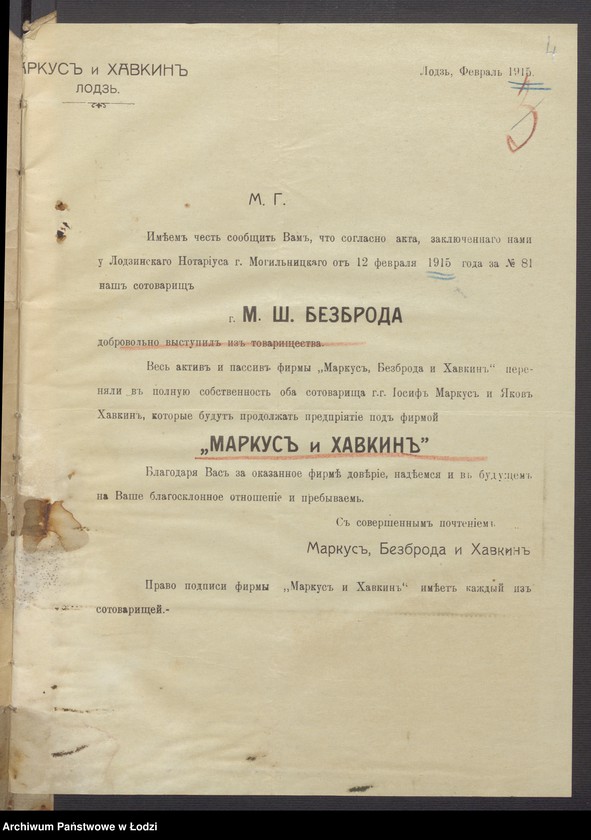 АРКУСЪ и ХАВКИНЪ
ЛОДЗЬ.
4
Лодзь, Февраль 1915.
3
М. Г.
Имѣемъ честь сообщить Вамъ, что согласно акта, заключеннаго нами
у Лодзинскаго Нотаріуса г. Могильницкаго отъ 12 февраля 1915 года за № 81
нашъ сотоварищъ
г. М. Ш. БЕЗБРОДА
добровольно выступилъ изъ товарищества.
Весь активъ и пассивъ фирмы „Маркусъ, Безброда и Хавкинъ“ пере-
няли въ полную собственность оба сотоварища г.г. Іосифъ Маркусъ и Яковъ
Хавкинъ, которые будутъ продолжать предпріятіе подъ фирмой
„МАРКУСЪ и ХАВКИНЪ”
Благодаря Васъ за оказанное фирмѣ довѣріе, надѣемся и въ будущемъ
на Ваше благосклонное отношеніе и пребываемъ.
Съ совершеннымъ почтеніемъ
Маркусъ, Безброда и Хавкинъ
Право подписи фирмы „Маркусъ и Хавкинъ“ имѣетъ каждый изъ
сотоварищей.-
Archiwum Państwowe w Łodzi